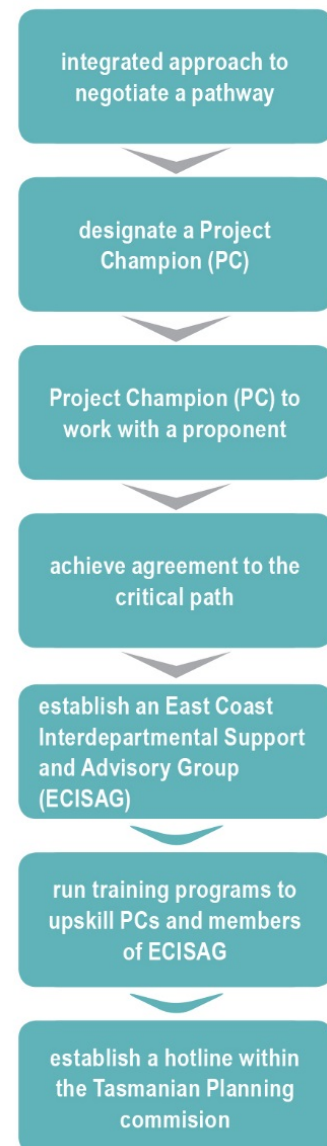 integrated approach to
negotiate a pathway
designate a Project
Champion (PC)
Project Champion (PC) to
work with a proponent
achieve agreement to the
critical path
establish an East Coast
Interdepartmental Support
and Advisory Group
(ECISAG)
run training programs to
upskill PCs and members
of ECISAG
establish a hotline within
the Tasmanian Planning
commision